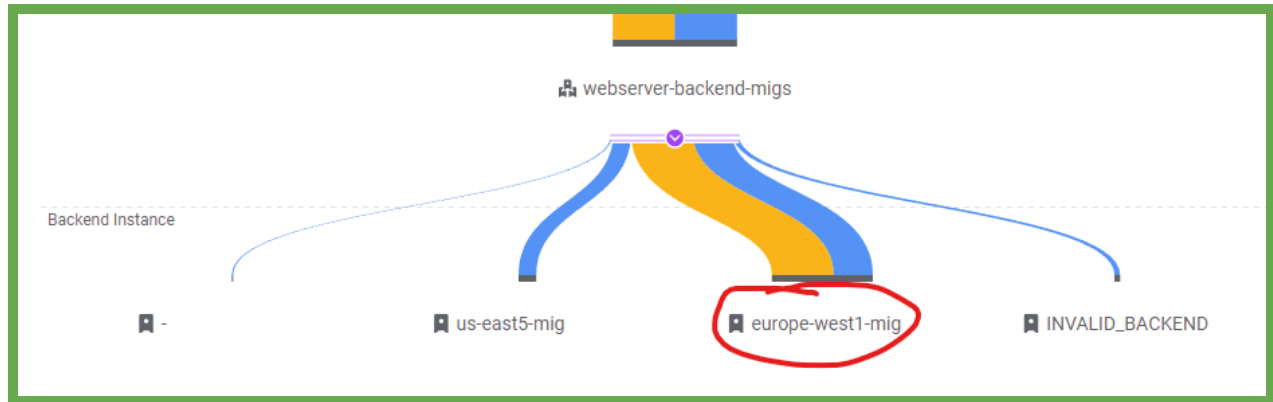 webserver-backend-migs
Backend Instance
-
us-east5-mig
europe-west1-mig
INVALID_BACKEND